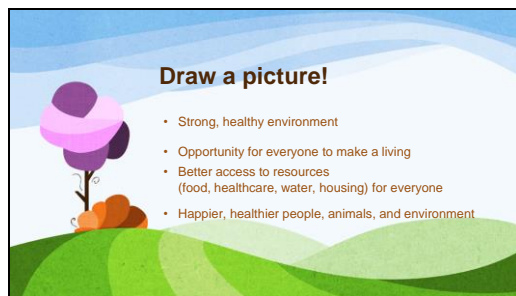 Draw a picture!
• Strong, healthy environment
• Opportunity for everyone to make a living
• Better access to resources
(food, healthcare, water, housing) for everyone
• Happier, healthier people, animals, and environment